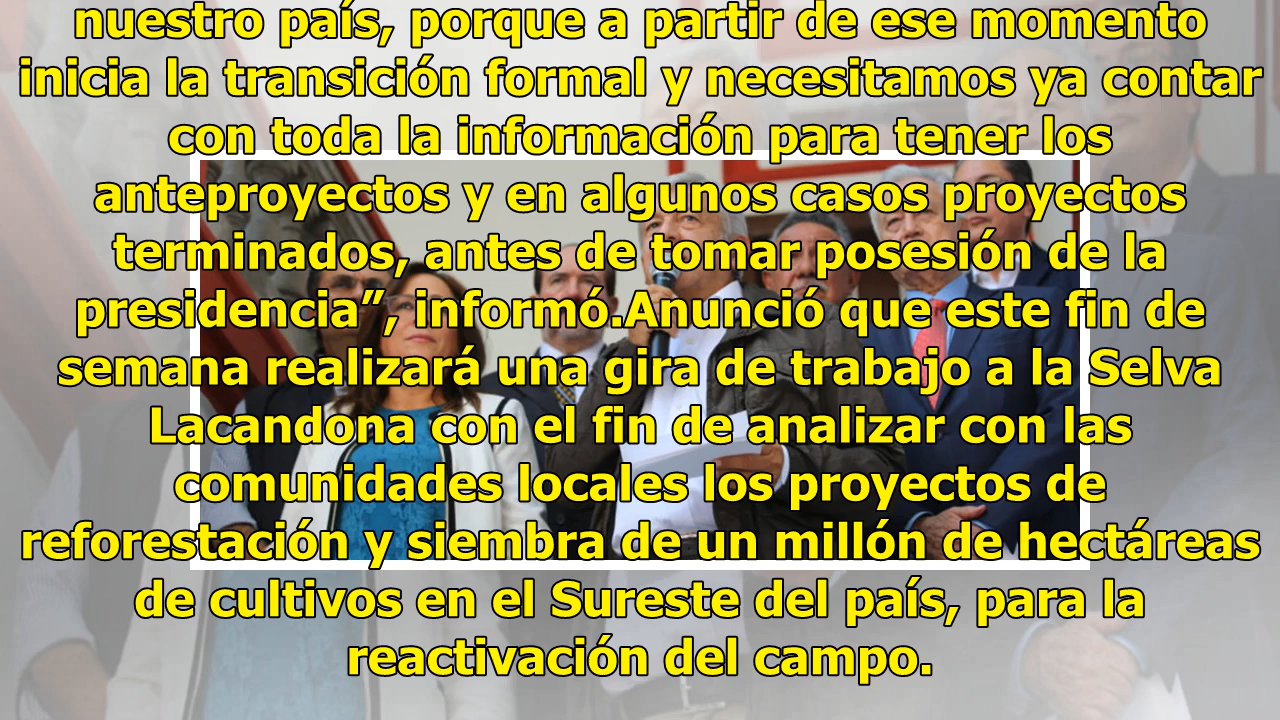 nuestro país, porque a partir de ese momento
inicia la transición formal y necesitamos ya contar
con toda la información para tener los
anteproyectos y en algunos casos proyectos
terminados, antes de tomar posesión de la
presidencia”, informó.Anunció que este fin de
semana realizará una gira de trabajo a la Selva
Lacandona con el fin de analizar con las
comunidades locales los proyectos de
reforestación y siembra de un millón de hectáreas
de cultivos en el Sureste del país, para la
reactivación del campo.